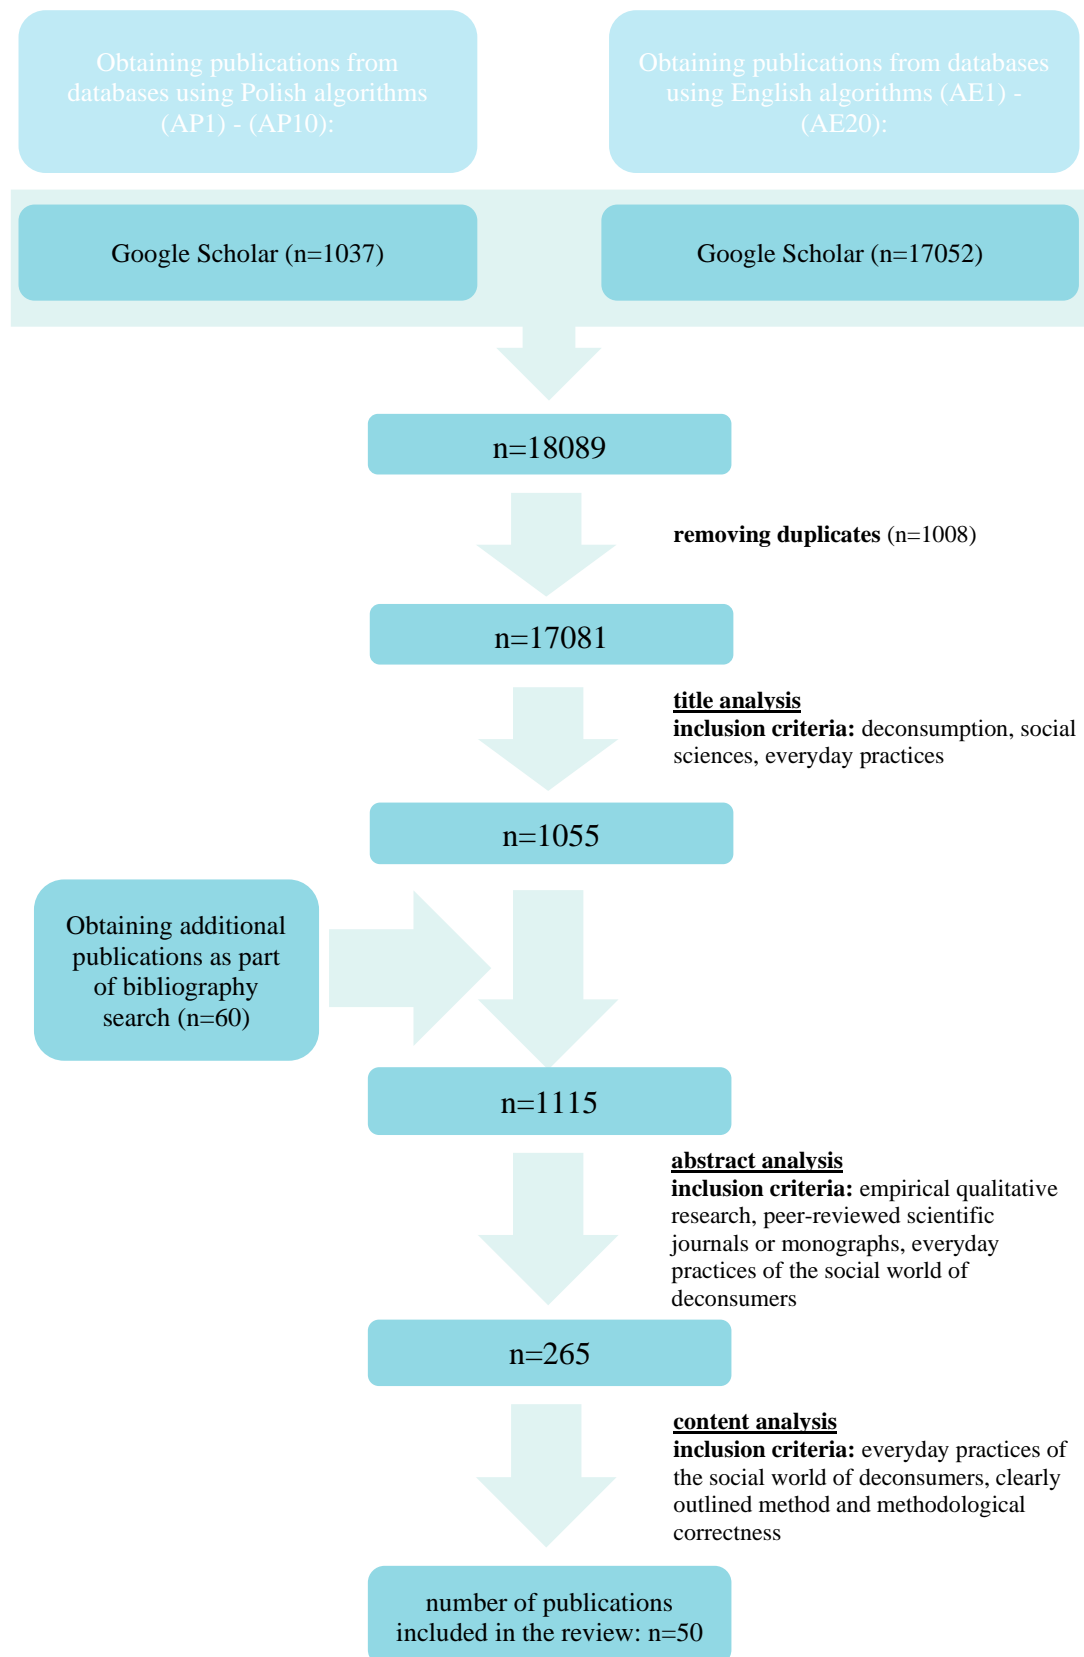 Obtaining publications from
databases using Polish algorithms
(AP1) - (AP10):
Obtaining publications from databases
using English algorithms (AE1) -
(AE20):
Google Scholar (n=1037)
Google Scholar (n=17052)
n=18089
removing duplicates (n=1008)
n=17081
title analysis
inclusion criteria: deconsumption, social
sciences, everyday practices
n=1055
Obtaining additional
publications as part
of bibliography
search (n=60)
n=1115
abstract analysis
inclusion criteria: empirical qualitative
research, peer-reviewed scientific
journals or monographs, everyday
practices of the social world of
deconsumers
n=265
content analysis
inclusion criteria: everyday practices of
the social world of deconsumers, clearly
outlined method and methodological
correctness
number of publications
included in the review: n=50